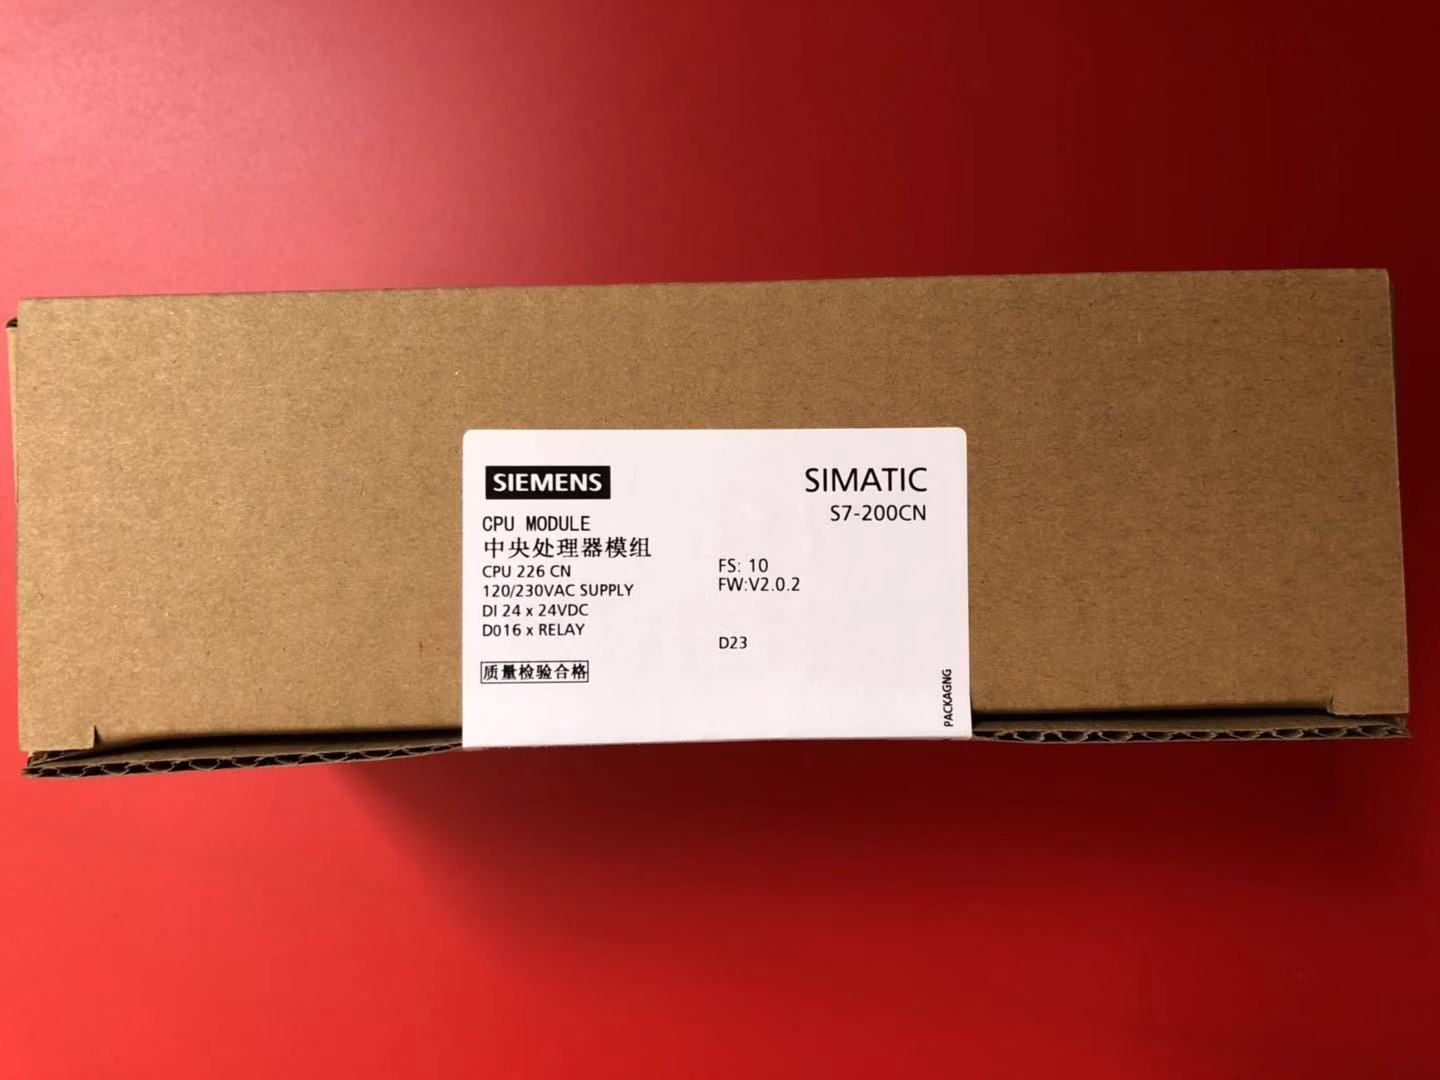 SIEMENS
SIMATIC
S7-200CN
CPU MODULE
中央处理器模组
CPU 226 CN
120/230VAC SUPPLY
DI 24 x 24VDC
D016 x RELAY
质量检验合格
FS: 10
FW:V2.0.2
D23
PACKAGNG